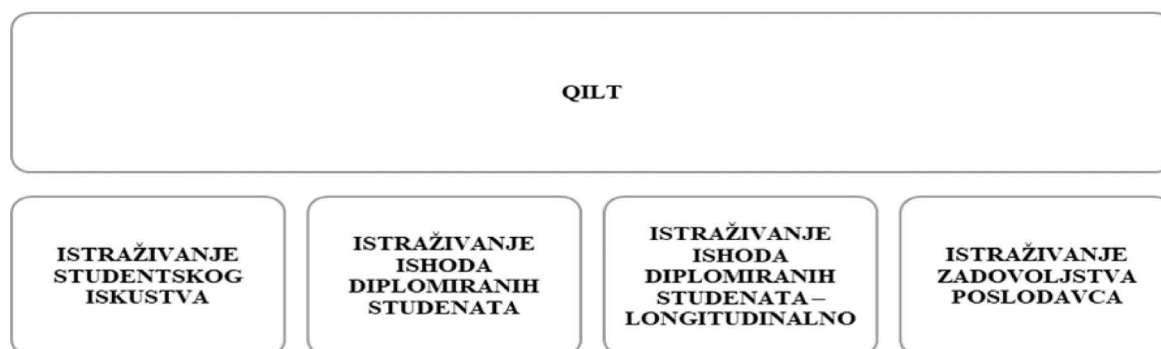 QILT
ISTRAŽIVANJE
STUDENTSKOG
ISKUSTVA
ISTRAŽIVANJE
ISHODA
DIPLOMIRANIH
STUDENATA
ISTRAŽIVANJE
ISHODA
DIPLOMIRANIH
STUDENATA –
LONGITUDINALNO
ISTRAŽIVANJE
ZADOVOLJSTVA
POSLODAVCA